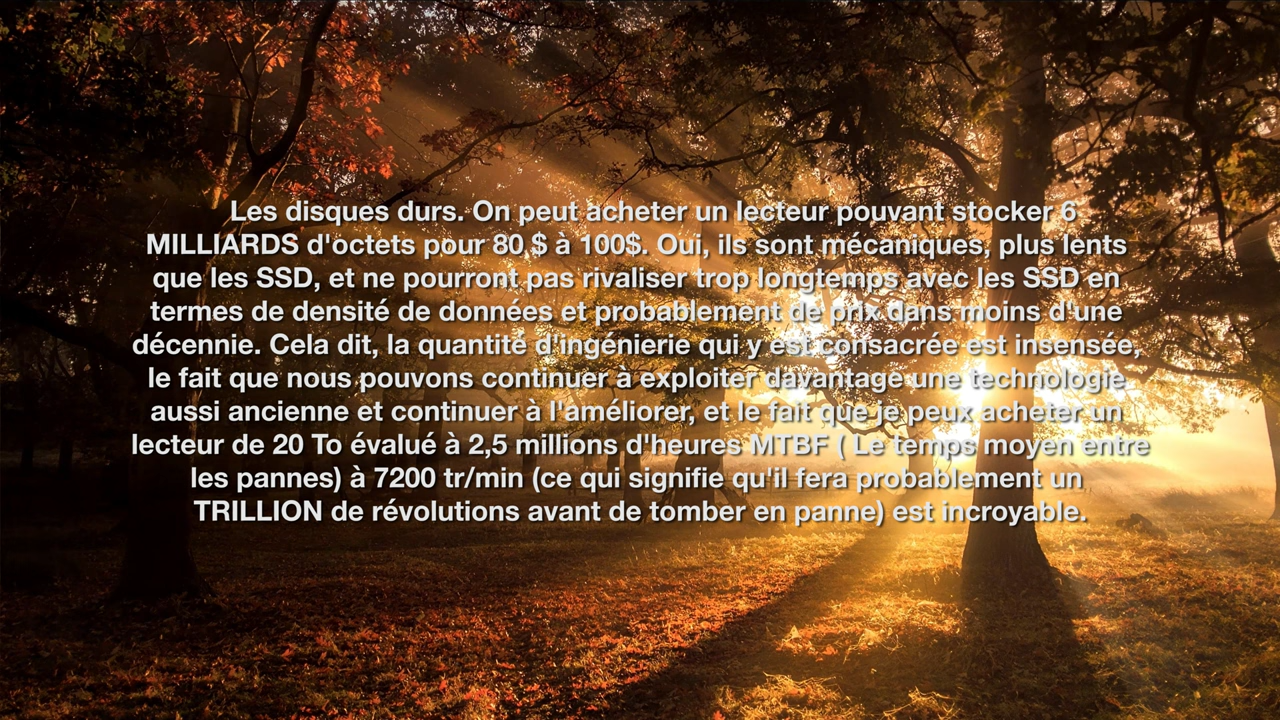 Les disques durs. On peut acheter un lecteur pouvant stocker 6
MILLIARDS d'octets pour 80 $ à 100$. Oui, ils sont mécaniques, plus lents
que les SSD, et ne pourront pas rivaliser trop longtemps avec les SSD en
termes de densité de données et probablement de prix dans moins d'une
décennie. Cela dit, la quantité d'ingénierie qui y est consacrée est insensée,
le fait que nous pouvons continuer à exploiter davantage une technologie
aussi ancienne et continuer à l'améliorer, et le fait que je peux acheter un
lecteur de 20 To évalué à 2,5 millions d'heures MTBF ( Le temps moyen entre
les pannes) à 7200 tr/min (ce qui signifie qu'il fera probablement un
TRILLION de révolutions avant de tomber en panne) est incroyable.